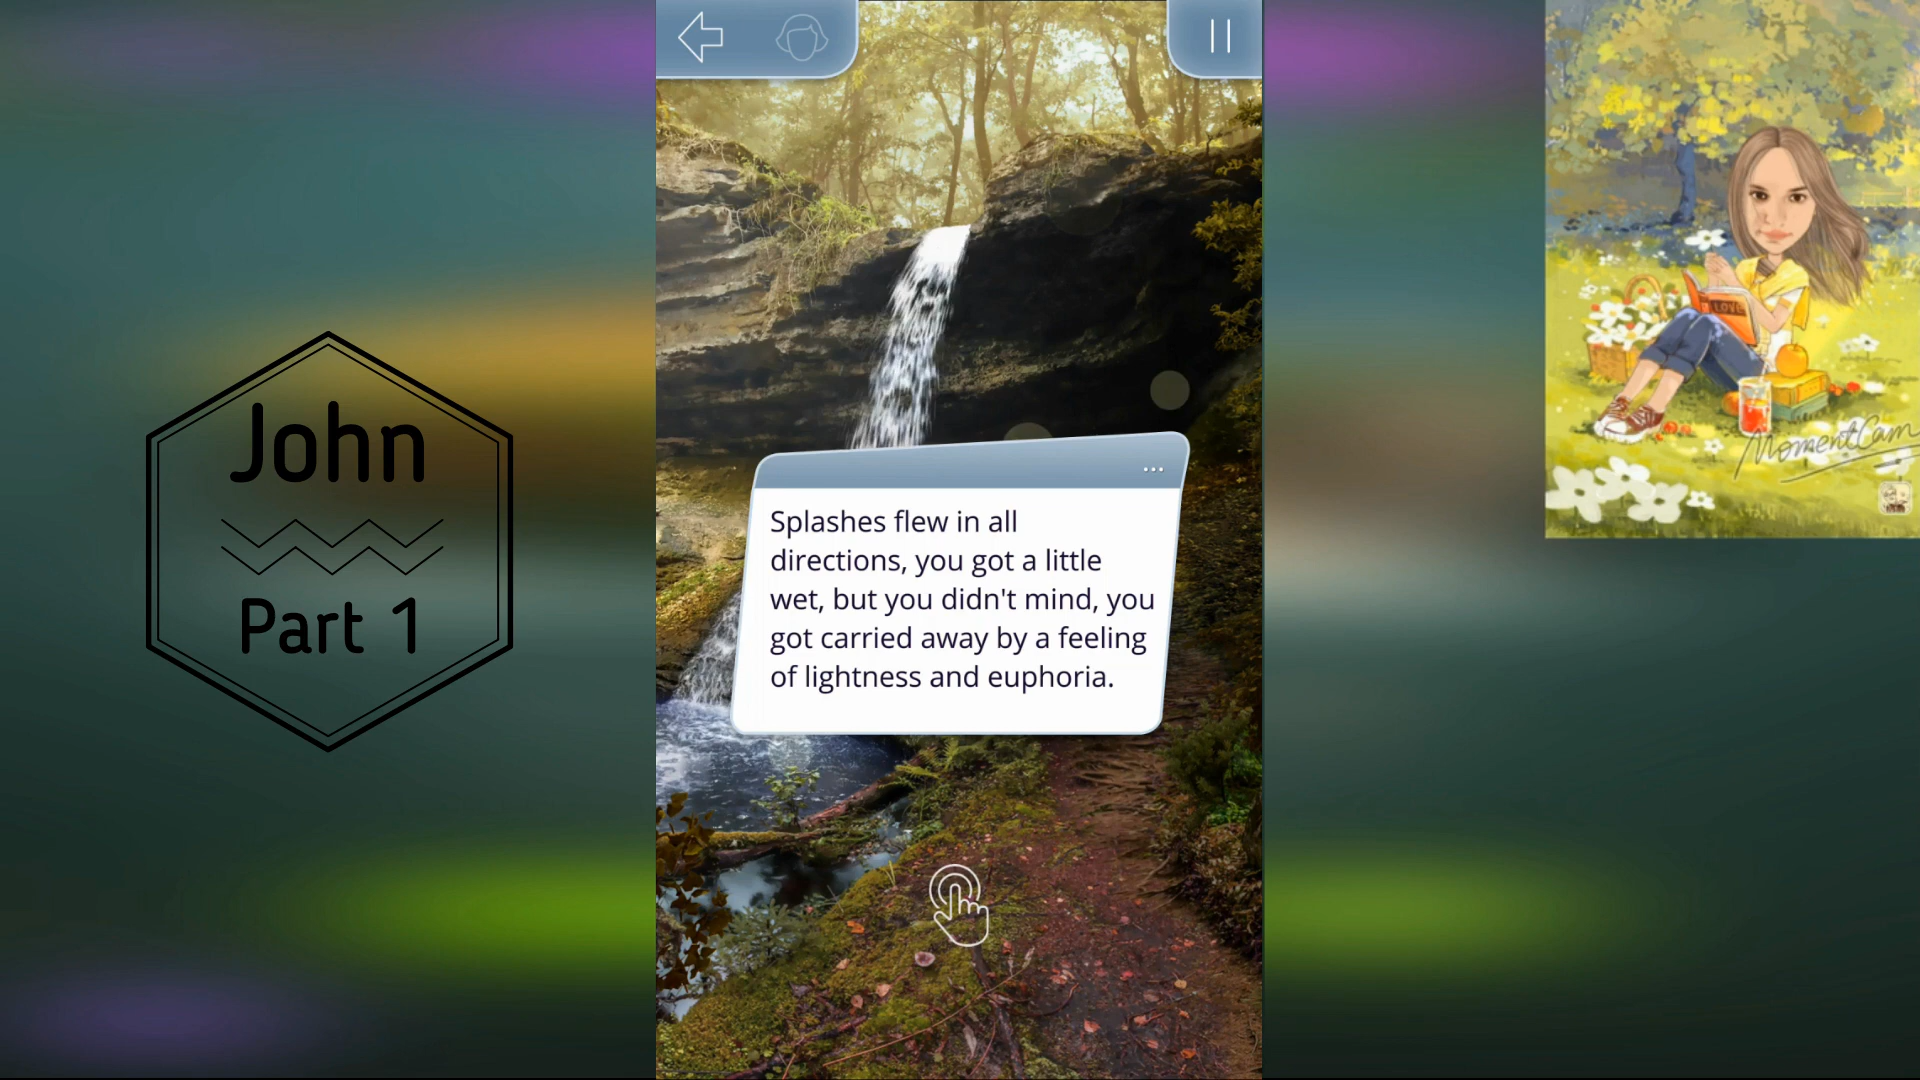 John
Part 1
...
Splashes flew in all
directions, you got a little
wet, but you didn't mind, you
got carried away by a feeling
of lightness and euphoria.
LOVE
MomentCam